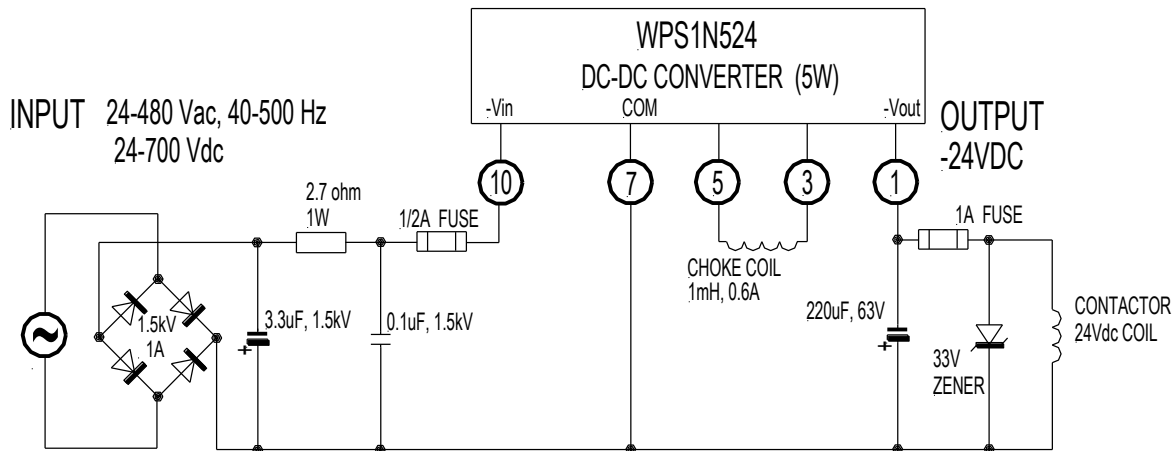 WPS1N524
DC-DC CONVERTER (5W)
-Vin
COM
-Vout
INPUT 24-480 Vac, 40-500 Hz
24-700 Vdc
OUTPUT
-24VDC
10
7
5
3
1
2.7 ohm
1W
1/2A FUSE
1A FUSE
CHOKE COIL
1mH, 0.6A
1.5kV
1A
3.3uF, 1.5kV
+
0.1uF, 1.5kV
220uF, 63V
+
33V
ZENER
CONTACTOR
24Vdc COIL